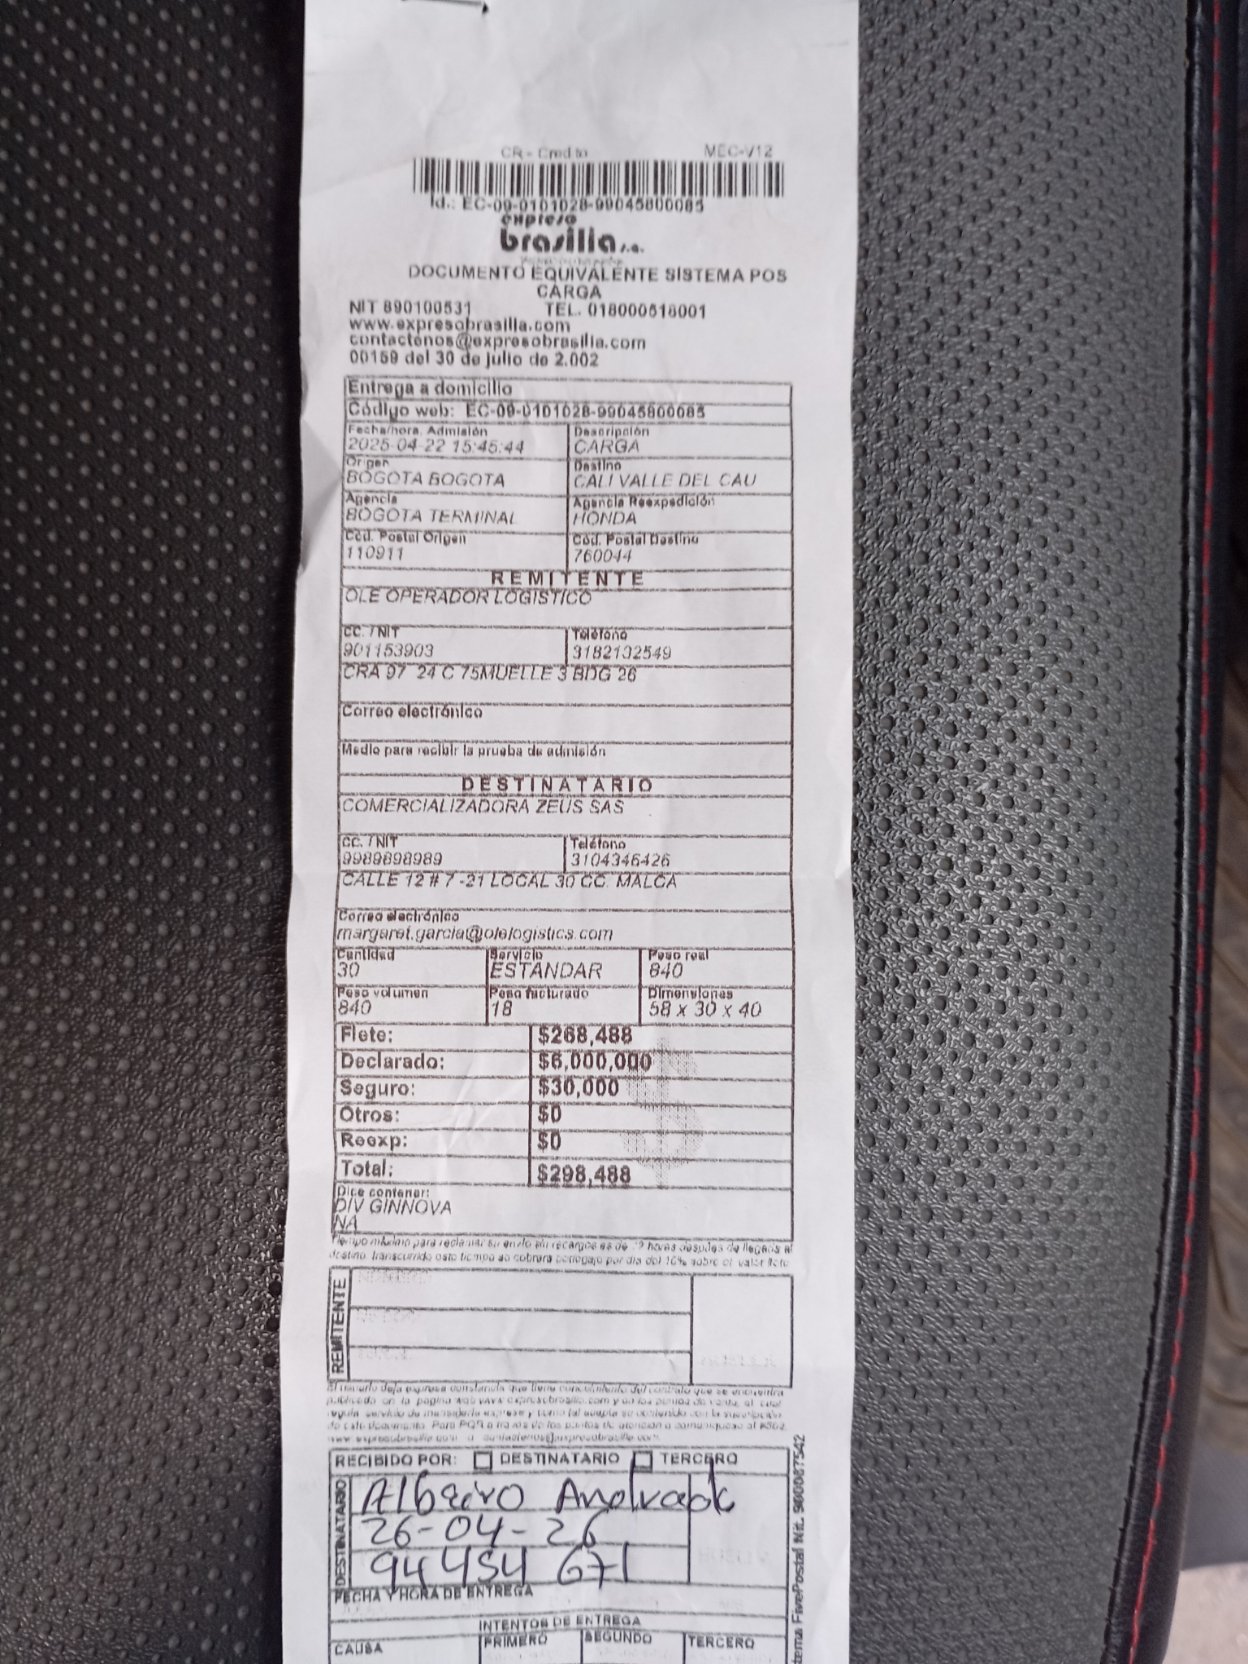 CR - Credito MEC-V12
Id.: EC-09-0101028-99045800085
expreso
brasilia s.a.
DOCUMENTO EQUIVALENTE SISTEMA POS
CARGA
NIT 890100531 TEL. 018000518001
www.expresobrasilia.com
contactenos@expresobrasilia.com
00159 del 30 de julio de 2.002
Entrega a domicilio
Código web: EC-09-0101028-99045800085
Fecha/hora. Admisión Descripción
2025-04-22 15:45:44 CARGA
Origen Destino
BOGOTA BOGOTA CALI VALLE DEL CAU
Agencia Agencia Reexpedición
BOGOTA TERMINAL HONDA
Cód. Postal Origen Cód. Postal Destino
110911 760044
REMITENTE
OLE OPERADOR LOGISTICO
CC. / NIT Teléfono
901153903 3182132549
CRA 97 24 C 75MUELLE 3 BDG 26
Correo electrónico
Medio para recibir la prueba de admisión
DESTINATARIO
COMERCIALIZADORA ZEUS SAS
CC. / NIT Teléfono
9989898989 3104346426
CALLE 12 # 7 -21 LOCAL 30 CC. MALCA
Correo electrónico
margaret.garcia@olelogistics.com
Cantidad Servicio Peso real
30 ESTANDAR 840
Peso volumen Peso facturado Dimensiones
840 18 58 x 30 x 40
Flete: $268,488
Declarado: $6,000,000
Seguro: $30,000
Otros: $0
Reexp: $0
Total: $298,488
Dice contener:
DIV GINNOVA
NA
REMITENTE
RECIBIDO POR: DESTINATARIO TERCERO
DESTINATARIO
Albeiro Andrade
26-04-26
94 454 671
FECHA Y HORA DE ENTREGA
INTENTOS DE ENTREGA
CAUSA PRIMERO SEGUNDO TERCERO
FivePostal Nit. 900087542